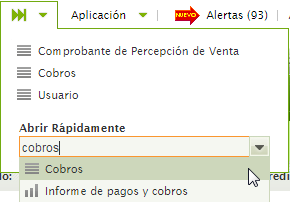 Aplicación NUEVO Alertas (93)
Comprobante de Percepción de Venta
Cobros
Usuario
Abrir Rápidamente
cobros
Cobros
Informe de pagos y cobros